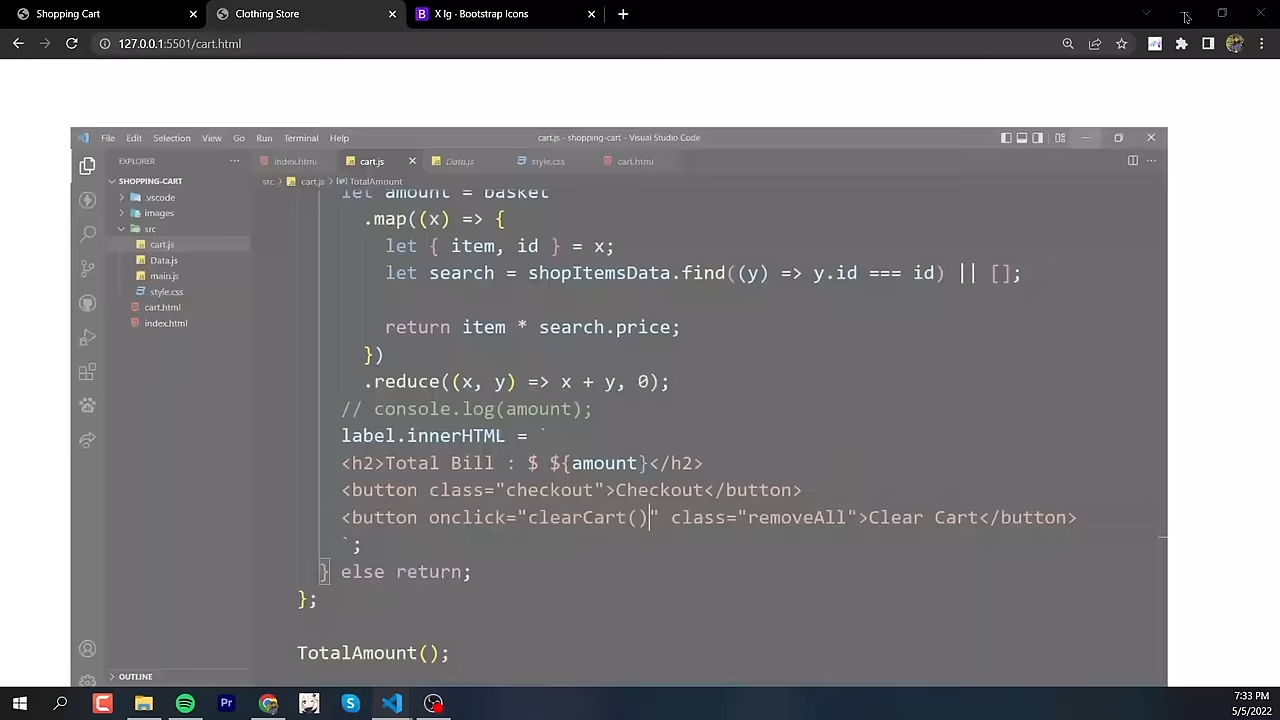 Shopping Cart
Clothing Store
X lg · Bootstrap Icons
127.0.0.1:5501/cart.html
File Edit Selection View Go Run Terminal Help
cart.js - shopping-cart - Visual Studio Code
EXPLORER
index.html
cart.js
Data.js
style.css
cart.html
SHOPPING-CART
src > cart.js > TotalAmount
.vscode
images
src
cart.js
Data.js
main.js
style.css
cart.html
index.html
let amount = basket
.map((x) => {
let { item, id } = x;
let search = shopItemsData.find((y) => y.id === id) || [];
return item * search.price;
})
.reduce((x, y) => x + y, 0);
// console.log(amount);
label.innerHTML = `
<h2>Total Bill : $ ${amount}</h2>
<button class="checkout">Checkout</button>
<button onclick="clearCart()" class="removeAll">Clear Cart</button>
`;
} else return;
};
TotalAmount();
OUTLINE
7:33 PM
5/5/2022